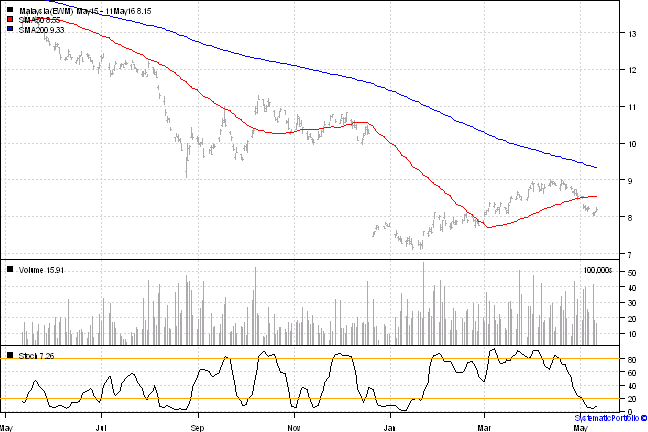 Malaysia(EWM) May15 - 11May16 8.15
SMA50 8.55
SMA200 9.33
13
12
11
10
9
8
7
Volume 15.91
100,000s
50
40
30
20
10
Stoch 7.26
80
60
40
20
0
May Jul Sep Nov Jan Mar May
SystematicPortfolio ©